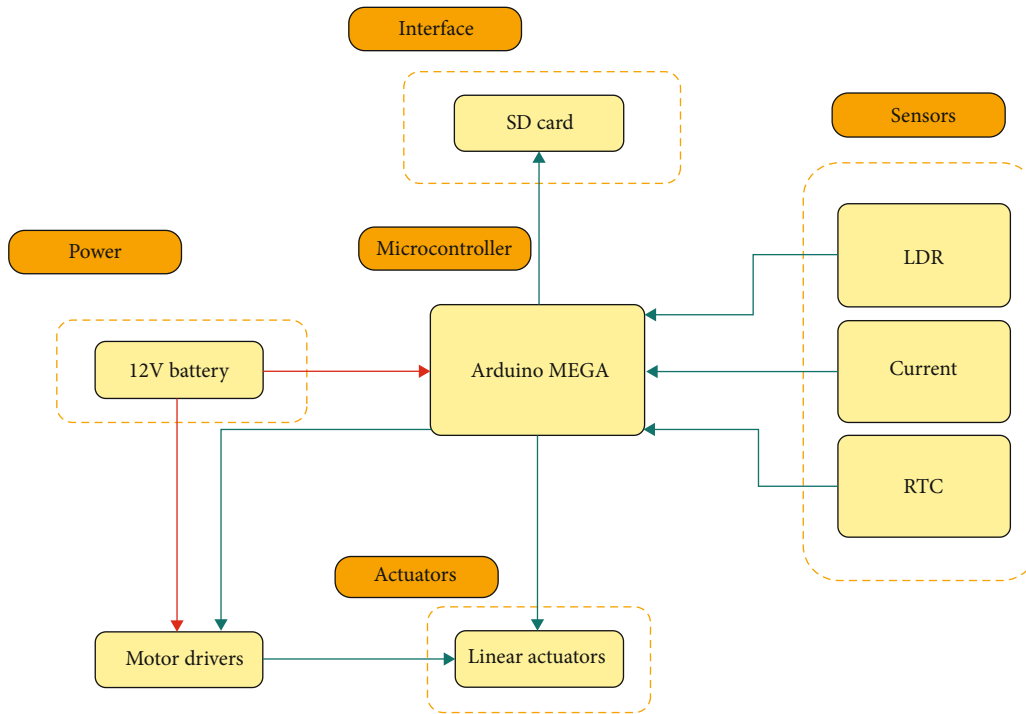 Interface
SD card
Sensors
Power
Microcontroller
LDR
12V battery
Arduino MEGA
Current
RTC
Actuators
Motor drivers
Linear actuators